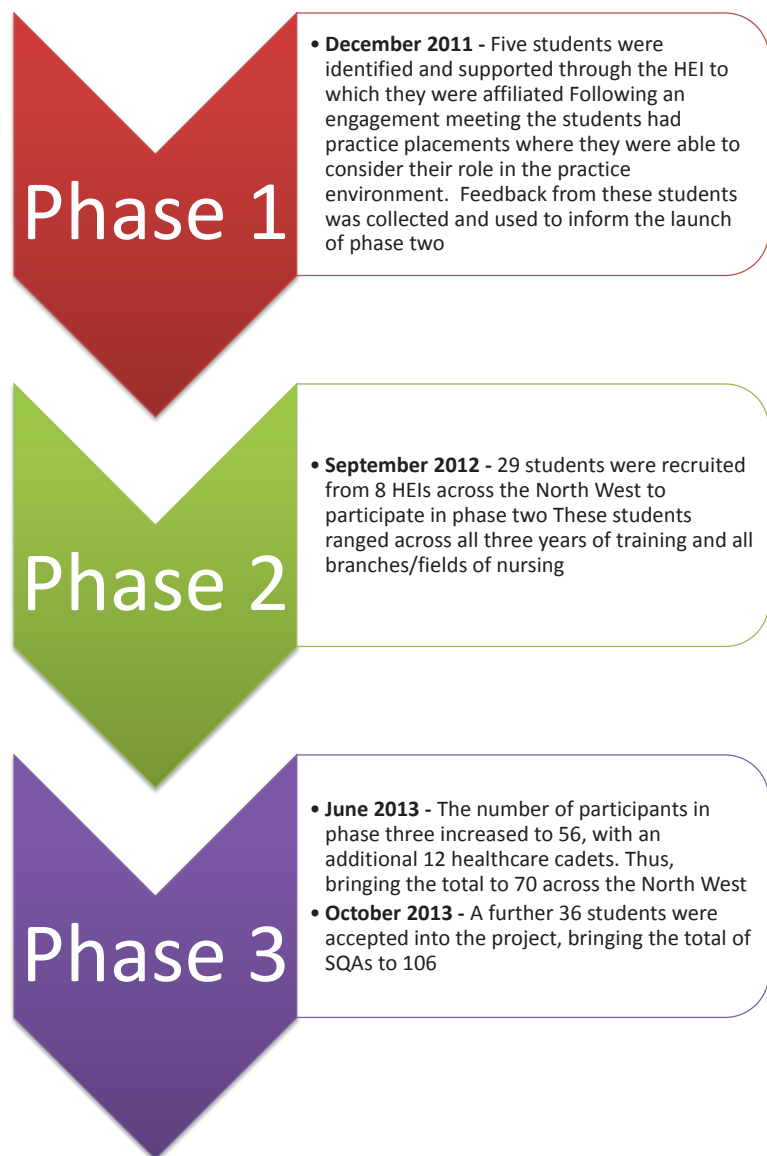 Phase 1
• December 2011 - Five students were
identified and supported through the HEI to
which they were affiliated Following an
engagement meeting the students had
practice placements where they were able to
consider their role in the practice
environment.  Feedback from these students
was collected and used to inform the launch
of phase two
Phase 2
• September 2012 - 29 students were recruited
from 8 HEIs across the North West to
participate in phase two These students
ranged across all three years of training and all
branches/fields of nursing
Phase 3
• June 2013 - The number of participants in
phase three increased to 56, with an
additional 12 healthcare cadets. Thus,
bringing the total to 70 across the North West
• October 2013 - A further 36 students were
accepted into the project, bringing the total of
SQAs to 106